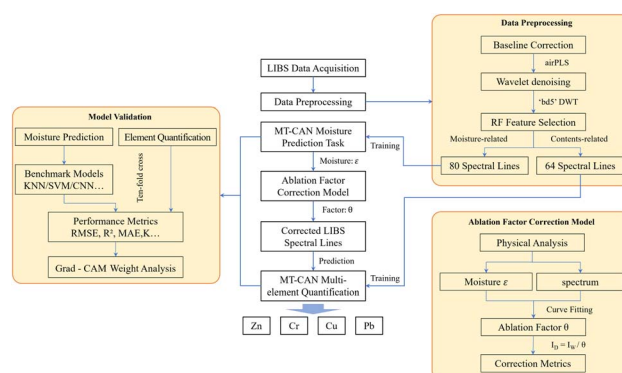 Data Preprocessing
Baseline Correction
airPLS
Wavelet denoising
'bd5' DWT
RF Feature Selection
Moisture-related
Contents-related
80 Spectral Lines
64 Spectral Lines
LIBS Data Acquisition
Data Preprocessing
MT-CAN Moisture
Prediction Task
Training
Moisture: ε
Ablation Factor
Correction Model
Factor: θ
Corrected LIBS
Spectral Lines
Prediction
MT-CAN Multi-
element Quantification
Training
Zn
Cr
Cu
Pb
Model Validation
Moisture Prediction
Element Quantification
Benchmark Models
KNN/SVM/CNN…
Ten-fold cross
Performance Metrics
RMSE, R², MAE,K…
Grad - CAM Weight Analysis
Ablation Factor Correction Model
Physical Analysis
Moisture ε
spectrum
Curve Fitting
Ablation Factor θ
I_D = I_W / θ
Correction Metrics